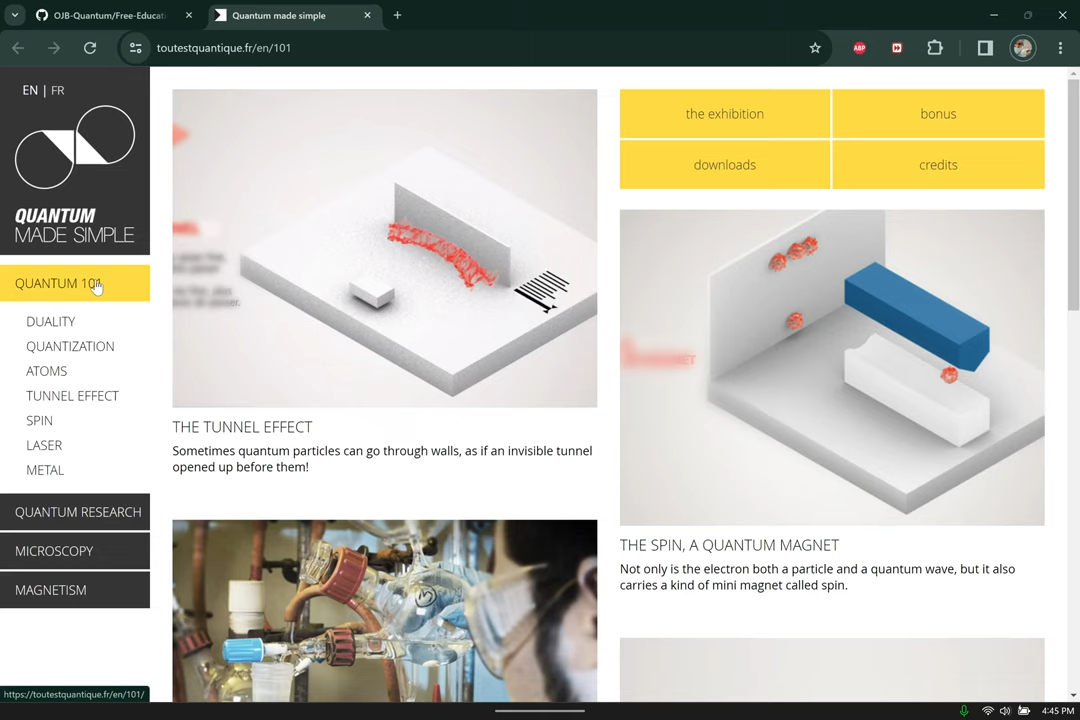 OJB-Quantum/Free-Educati
Quantum made simple
toutestquantique.fr/en/101
ABP
EN | FR
QUANTUM
MADE SIMPLE
QUANTUM 101
DUALITY
QUANTIZATION
ATOMS
TUNNEL EFFECT
SPIN
LASER
METAL
QUANTUM RESEARCH
MICROSCOPY
MAGNETISM
THE TUNNEL EFFECT
Sometimes quantum particles can go through walls, as if an invisible tunnel
opened up before them!
the exhibition
bonus
downloads
credits
THE SPIN, A QUANTUM MAGNET
Not only is the electron both a particle and a quantum wave, but it also
carries a kind of mini magnet called spin.
https://toutestquantique.fr/en/101/
4:45 PM